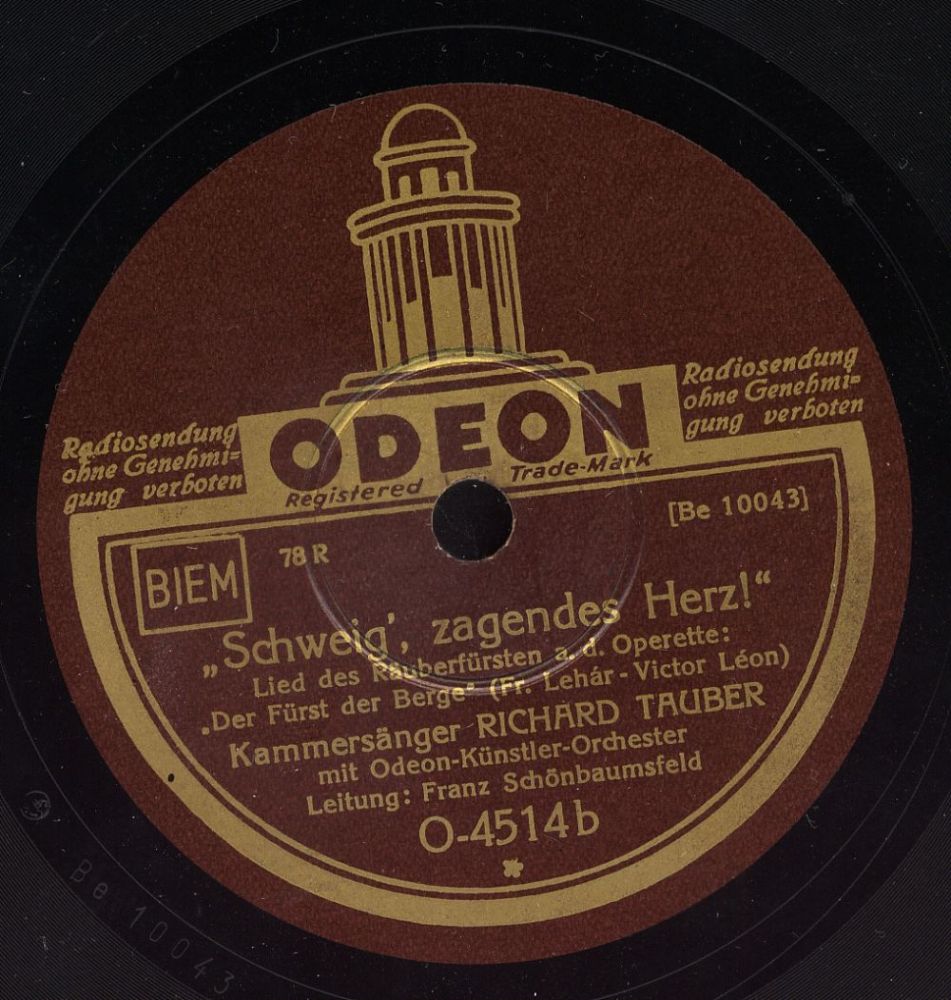 Radiosendung
ohne Genehmi=
gung verboten
Radiosendung
ohne Genehmi=
gung verboten
ODEON
Registered Trade-Mark
[Be 10043]
BIEM
78 R
„Schweig', zagendes Herz!“
Lied des Räuberfürsten a. d. Operette:
„Der Fürst der Berge“ (Fr. Lehár - Victor Léon)
Kammersänger RICHARD TAUBER
mit Odeon-Künstler-Orchester
Leitung: Franz Schönbaumsfeld
O-4514b
Be 10043